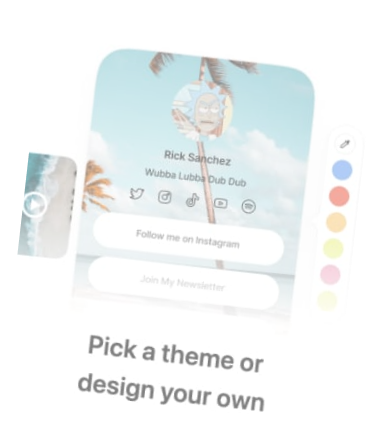 Rick Sanchez
Wubba Lubba Dub Dub
Follow me on Instagram
Join My Newsletter
Pick a theme or
design your own